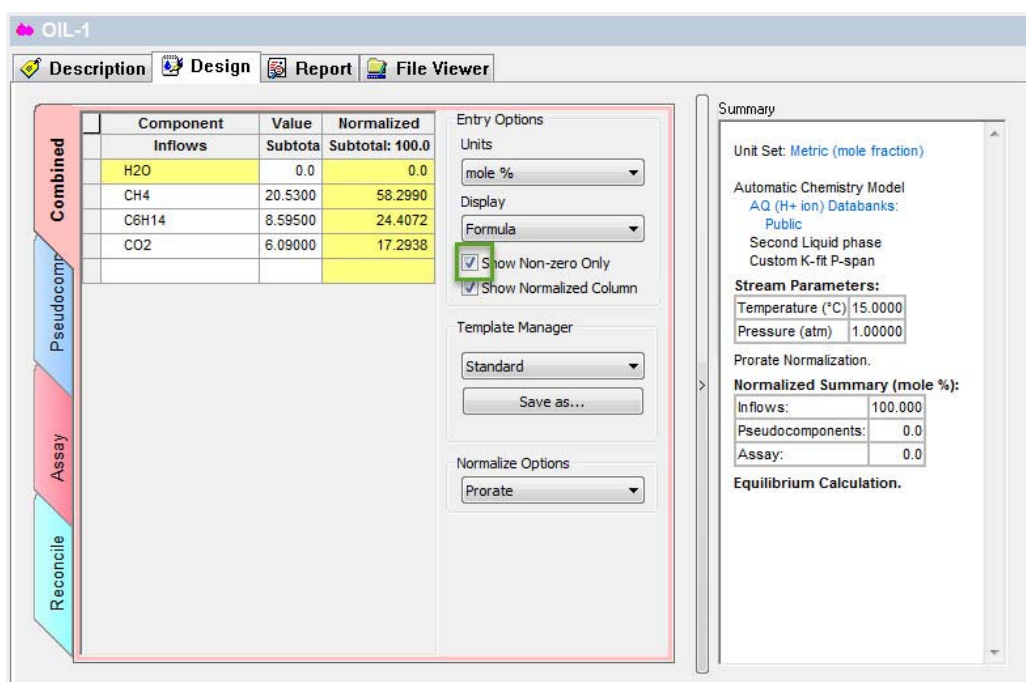 OIL-1
Description Design Report File Viewer
Combined
Pseudocomp
Assay
Reconcile
Component Value Normalized
Inflows Subtota Subtotal: 100.0
H2O 0.0 0.0
CH4 20.5300 58.2990
C6H14 8.59500 24.4072
CO2 6.09000 17.2938
Entry Options
Units
mole %
Display
Formula
Show Non-zero Only
Show Normalized Column
Template Manager
Standard
Save as...
Normalize Options
Prorate
>
Summary
Unit Set: Metric (mole fraction)
Automatic Chemistry Model
AQ (H+ ion) Databanks:
Public
Second Liquid phase
Custom K-fit P-span
Stream Parameters:
Temperature (°C) 15.0000
Pressure (atm) 1.00000
Prorate Normalization.
Normalized Summary (mole %):
Inflows: 100.000
Pseudocomponents: 0.0
Assay: 0.0
Equilibrium Calculation.